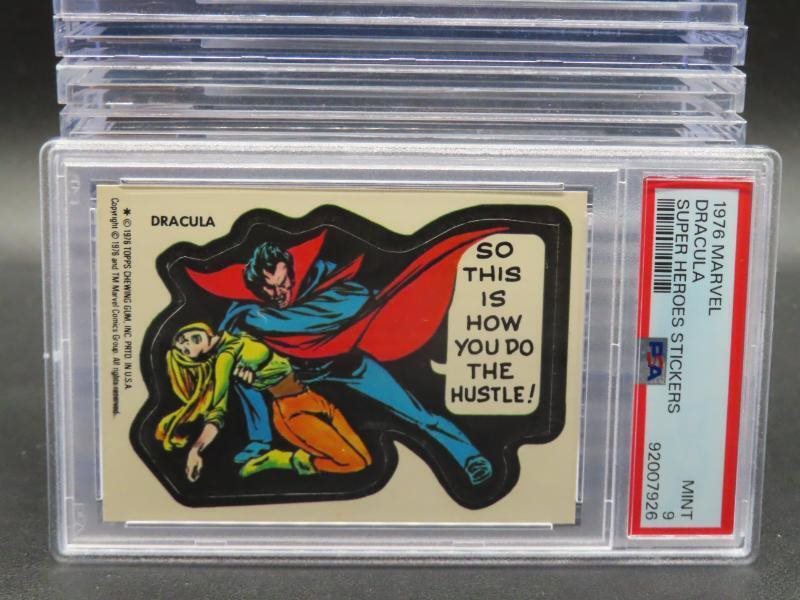 DRACULA
* © 1976 TOPPS CHEWING GUM, INC. PRTD. IN U.S.A.
Copyright © 1976 and TM Marvel Comics Group. All rights reserved.
SO
THIS
IS
HOW
YOU DO
THE
HUSTLE!
1976 MARVEL
DRACULA
SUPER HEROES STICKERS
PSA
MINT
9
92007926